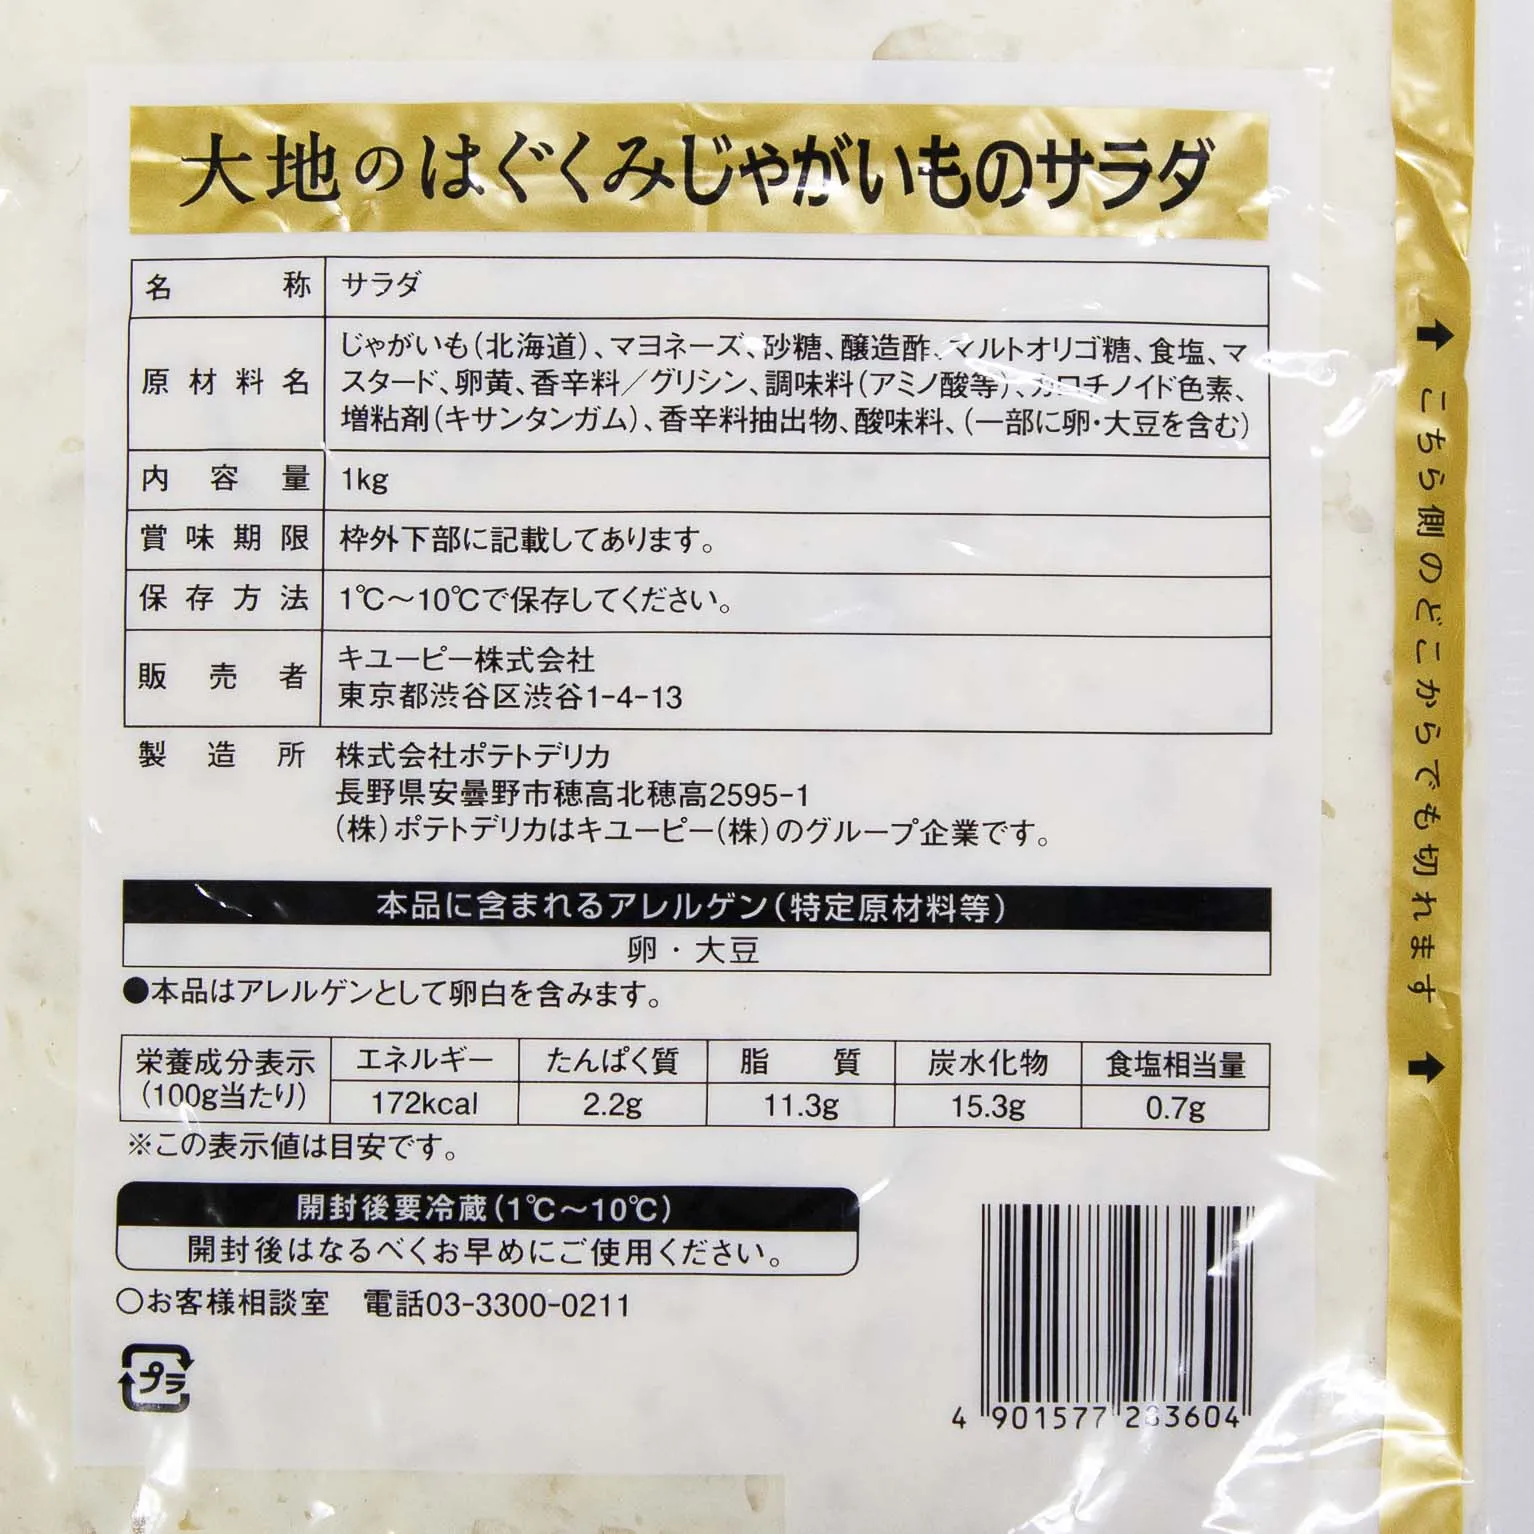 大地のはぐくみじゃがいものサラダ
名称 サラダ
原材料名 じゃがいも(北海道)、マヨネーズ、砂糖、醸造酢、マルトオリゴ糖、食塩、マ
スタード、卵黄、香辛料／グリシン、調味料(アミノ酸等)、カロチノイド色素、
増粘剤(キサンタンガム)、香辛料抽出物、酸味料、(一部に卵・大豆を含む)
内容量 1kg
賞味期限 枠外下部に記載してあります。
保存方法 1℃～10℃で保存してください。
販売者 キユーピー株式会社
東京都渋谷区渋谷1-4-13
製造所 株式会社ポテトデリカ
長野県安曇野市穂高北穂高2595-1
(株)ポテトデリカはキユーピー(株)のグループ企業です。
本品に含まれるアレルゲン(特定原材料等)
卵・大豆
●本品はアレルゲンとして卵白を含みます。
栄養成分表示 エネルギー たんぱく質 脂質 炭水化物 食塩相当量
(100g当たり) 172kcal 2.2g 11.3g 15.3g 0.7g
※この表示値は目安です。
開封後要冷蔵(1℃～10℃)
開封後はなるべくお早めにご使用ください。
○お客様相談室 電話03-3300-0211
プラ
4 901577 283604
こちら側のどこからでも切れます